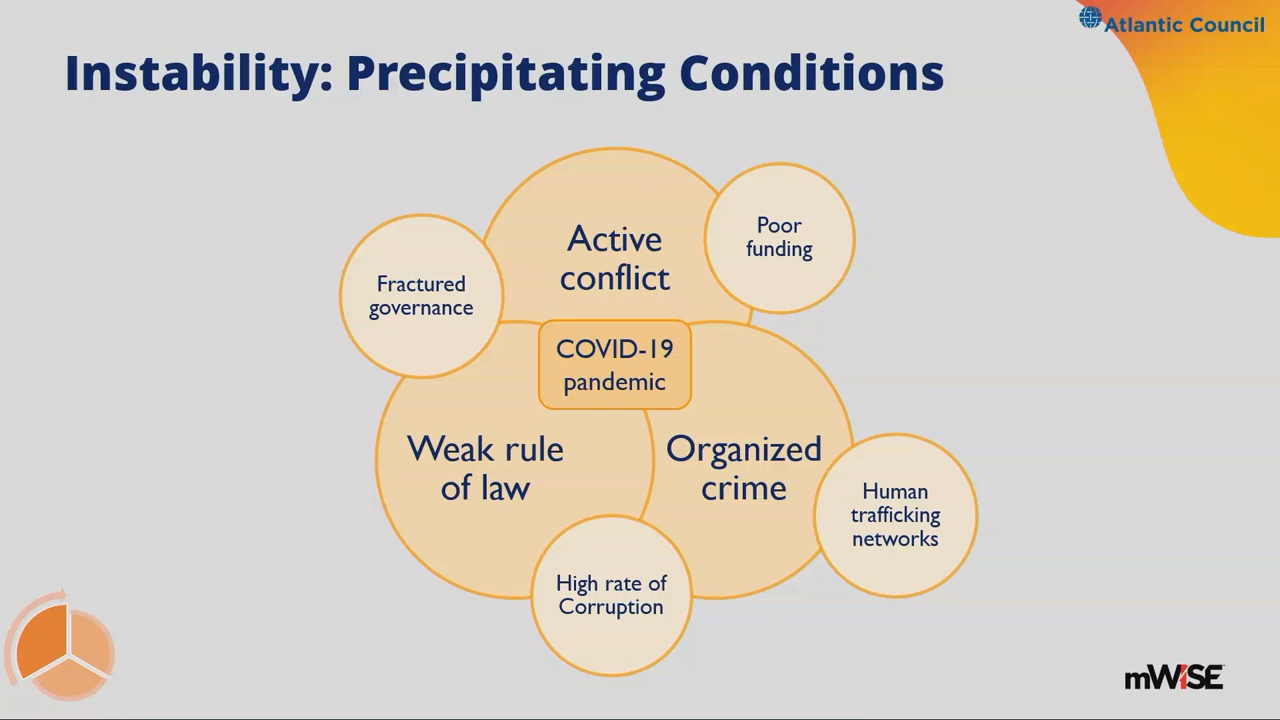 Atlantic Council
Instability: Precipitating Conditions
Active
conflict
Poor
funding
Fractured
governance
COVID-19
pandemic
Weak rule
of law
Organized
crime
Human
trafficking
networks
High rate of
Corruption
mWISE